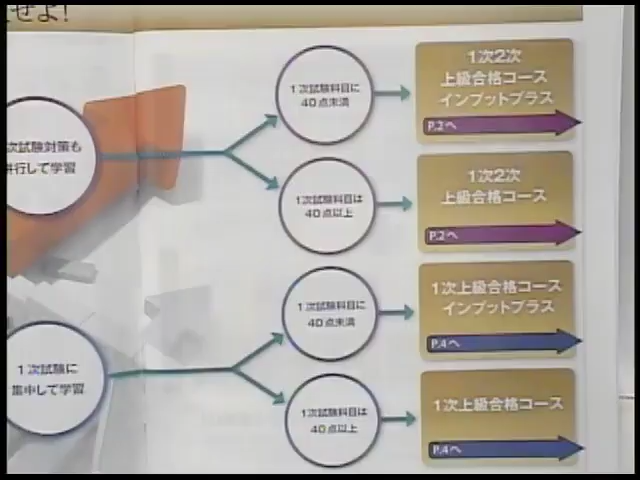 ぜよ!
次試験対策も
併行して学習
1次試験科目に
40点未満
1次2次
上級合格コース
インプットプラス
P.2へ
1次試験科目は
40点以上
1次2次
上級合格コース
P.2へ
1次試験に
集中して学習
1次試験科目に
40点未満
1次上級合格コース
インプットプラス
P.4へ
1次試験科目は
40点以上
1次上級合格コース
P.4へ